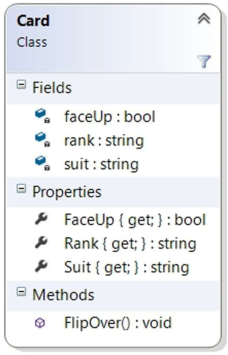 Card
Class
Fields
faceUp : bool
rank : string
suit : string
Properties
FaceUp { get; } : bool
Rank { get; } : string
Suit { get; } : string
Methods
FlipOver() : void